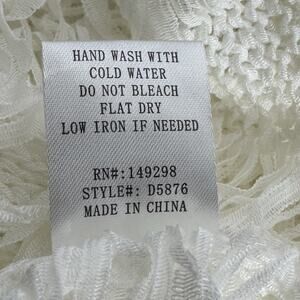 HAND WASH WITH
COLD WATER
DO NOT BLEACH
FLAT DRY
LOW IRON IF NEEDED
RN#:149298
STYLE#: D5876
MADE IN CHINA